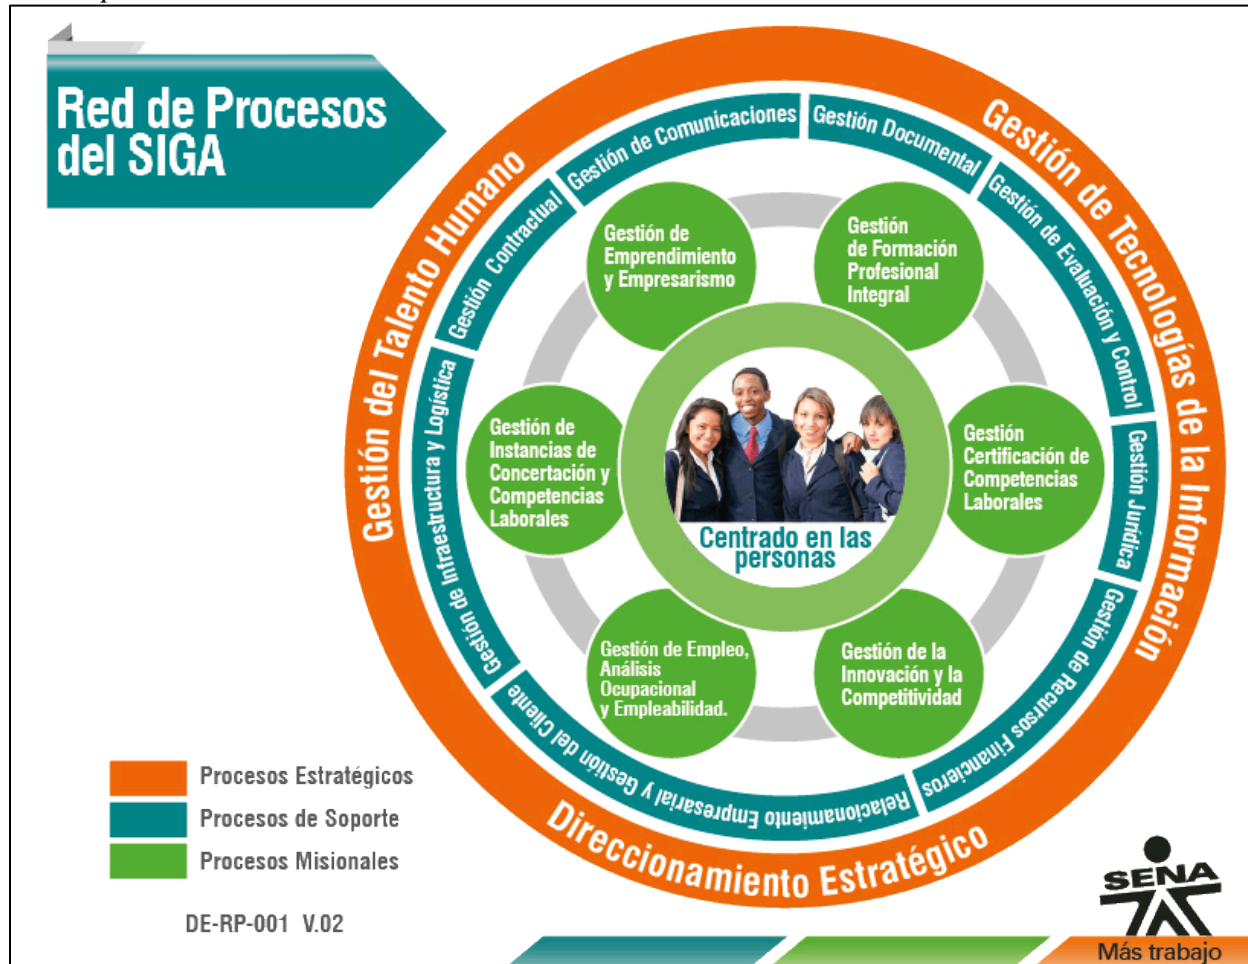 Red de Procesos
del SIGA
Gestión del Talento Humano
Gestión de Tecnologías de la Información
Direccionamiento Estratégico
Gestión de Comunicaciones
Gestión Documental
Gestión de Evaluación y Control
Gestión Jurídica
Gestión de Recursos Financieros
Relacionamiento Empresarial y Gestión del Cliente
Gestión de Infraestructura y Logística
Gestión Contractual
Gestión de
Emprendimiento
y Empresarismo
Gestión
de Formación
Profesional
Integral
Gestión de
Instancias de
Concertación y
Competencias
Laborales
Gestión
Certificación de
Competencias
Laborales
Centrado en las
personas
Gestión de Empleo,
Análisis
Ocupacional
y Empleabilidad.
Gestión de la
Innovación y la
Competitividad
Procesos Estratégicos
Procesos de Soporte
Procesos Misionales
DE-RP-001 V.02
SENA
Más trabajo